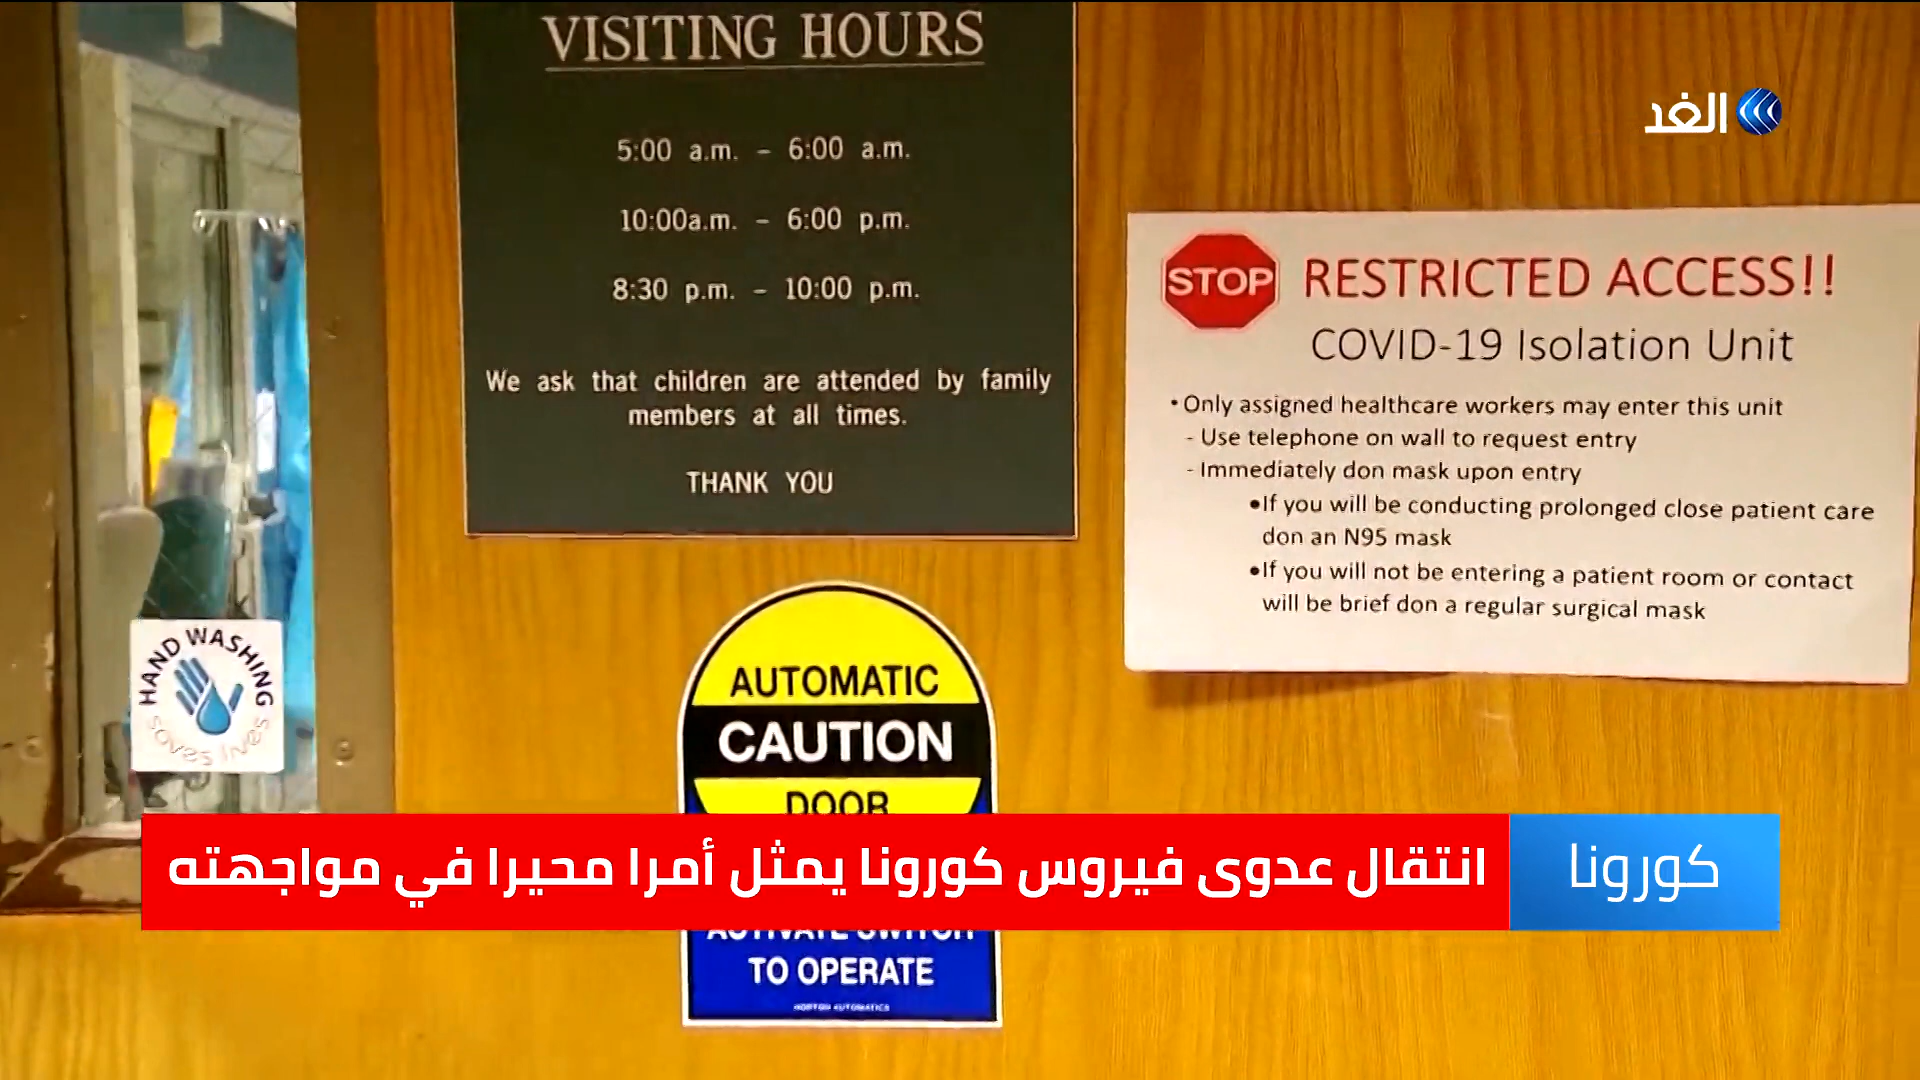 VISITING HOURS
5:00 a.m. - 6:00 a.m.
10:00a.m. - 6:00 p.m.
8:30 p.m. - 10:00 p.m.
We ask that children are attended by family
members at all times.
THANK YOU
الغد
STOP
RESTRICTED ACCESS!!
COVID-19 Isolation Unit
• Only assigned healthcare workers may enter this unit
- Use telephone on wall to request entry
- Immediately don mask upon entry
•If you will be conducting prolonged close patient care
don an N95 mask
•If you will not be entering a patient room or contact
will be brief don a regular surgical mask
HAND WASHING
saves lives
AUTOMATIC
CAUTION
DOOR
كورونا
انتقال عدوى فيروس كورونا يمثل أمرا محيرا في مواجهته
ACTIVATE SWITCH
TO OPERATE
HORTON AUTOMATICS